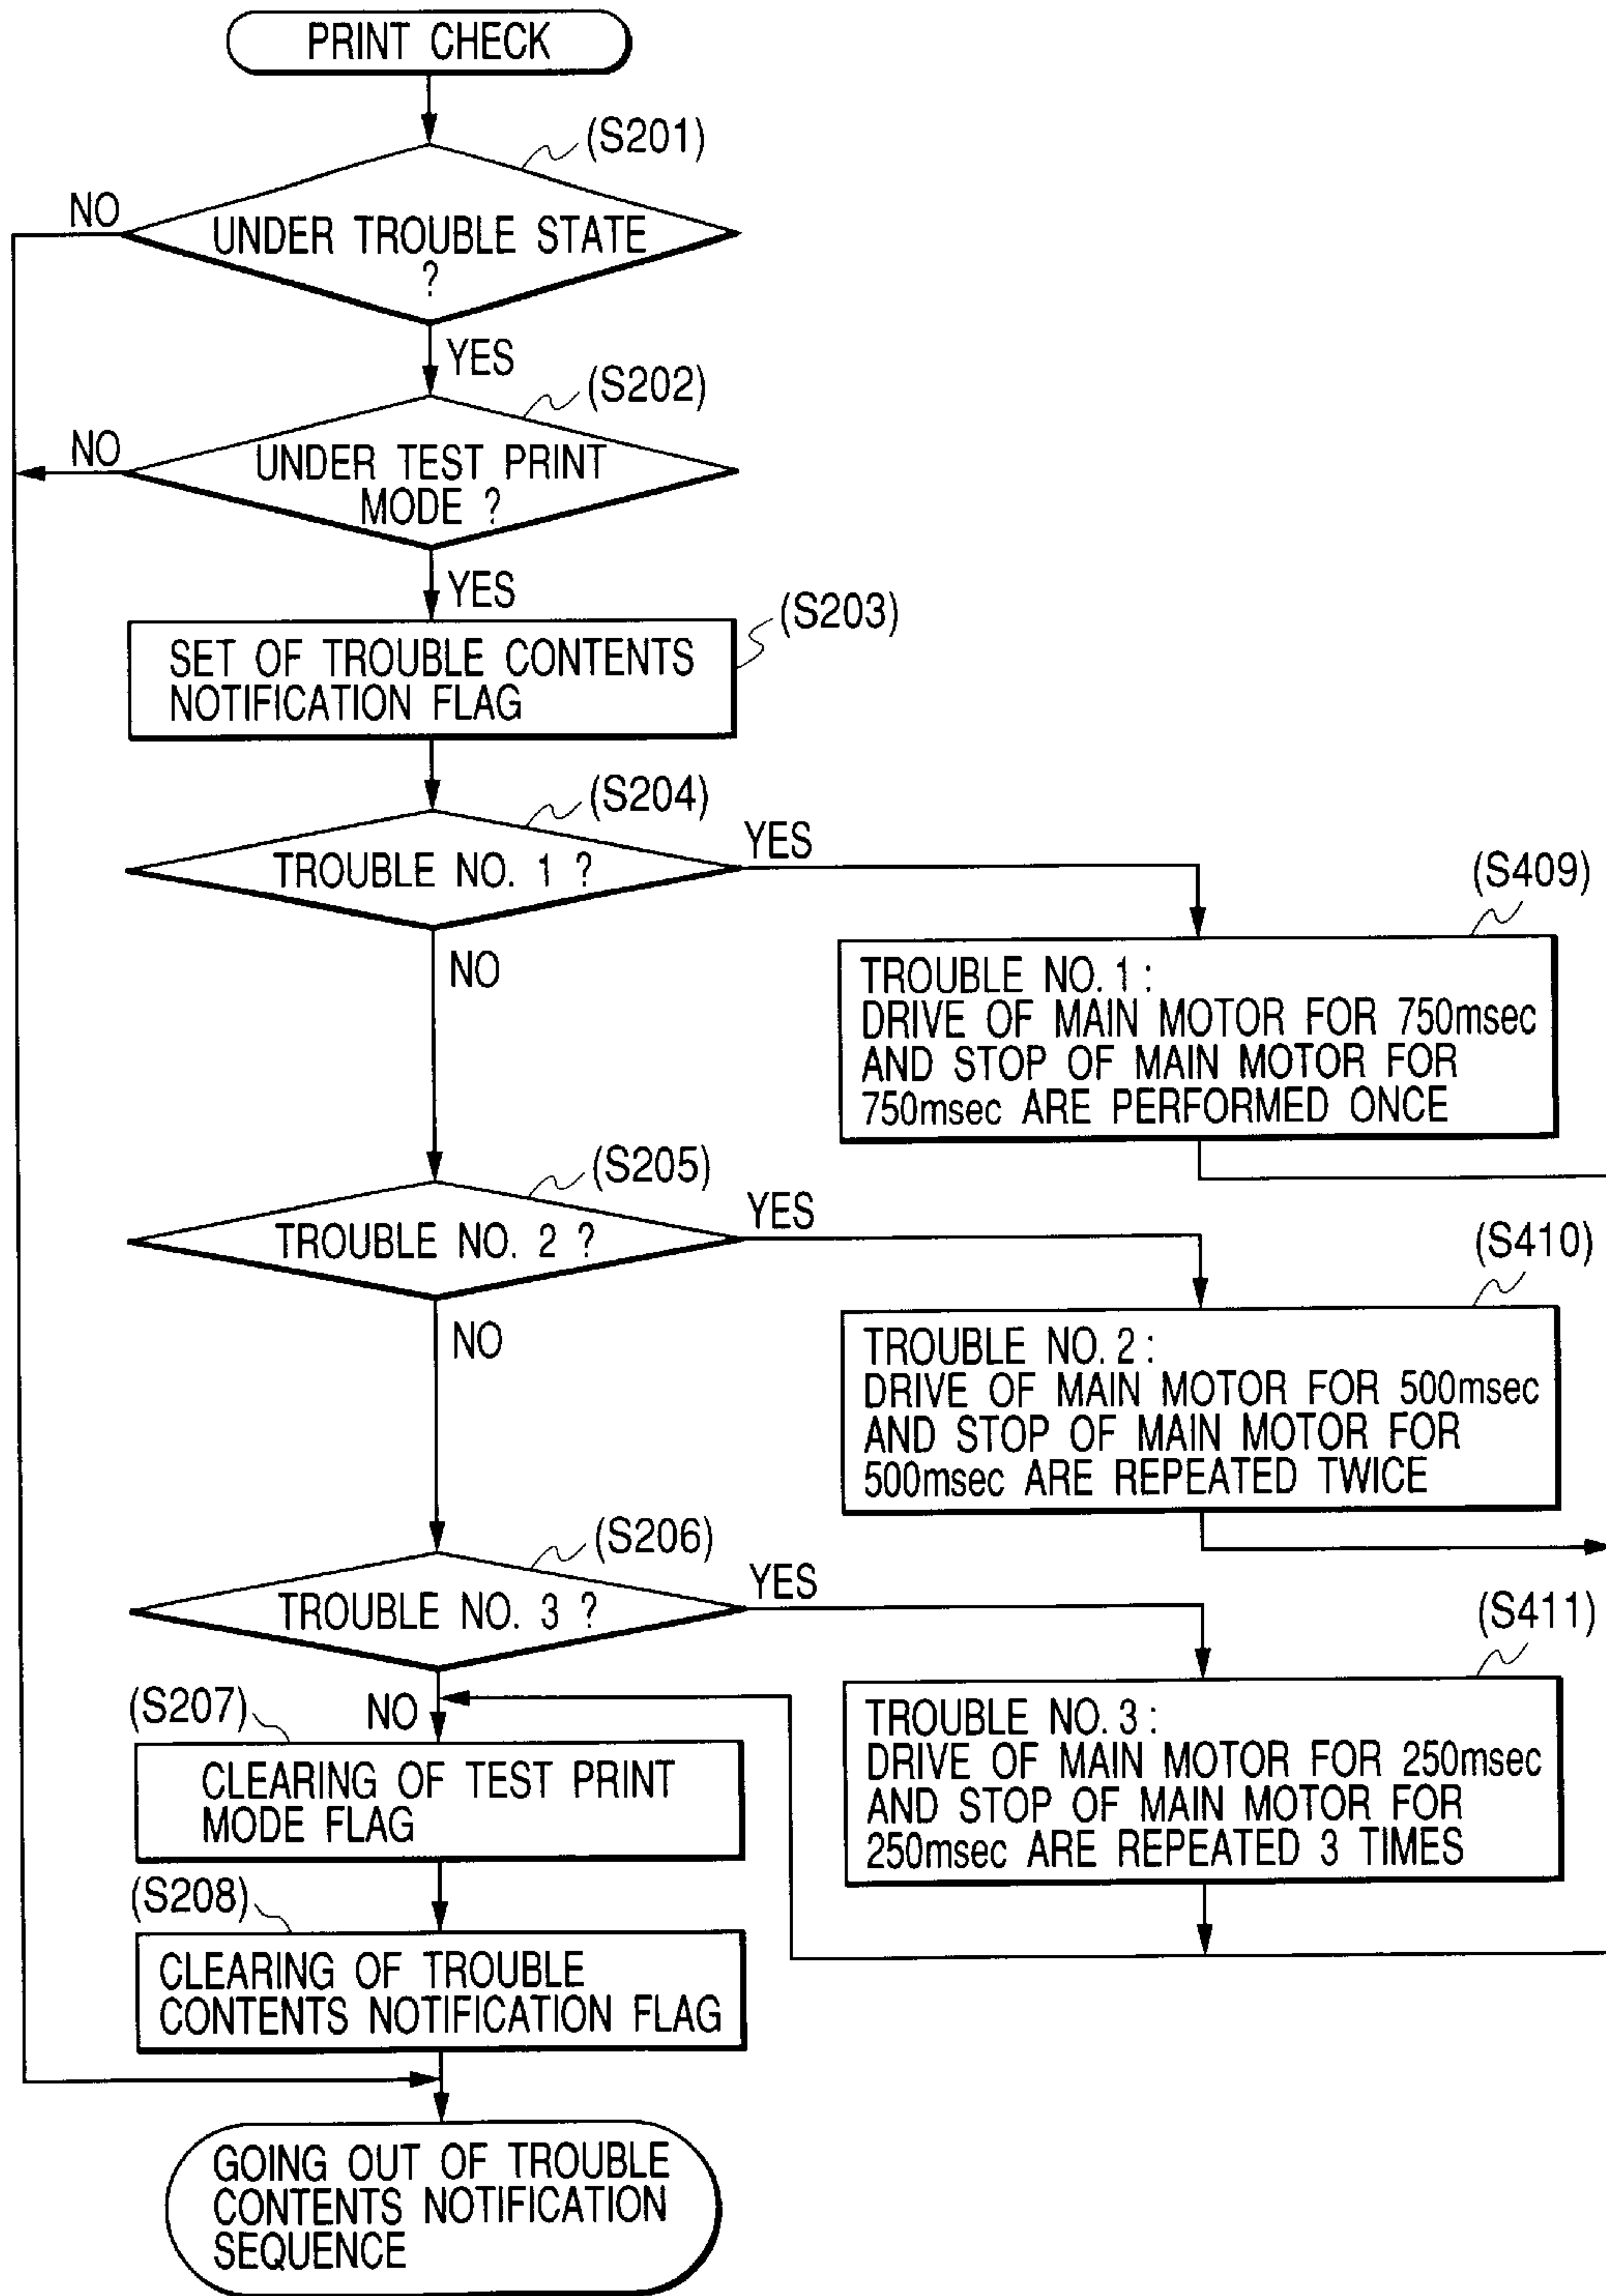 PRINT CHECK
(S201)
NO
UNDER TROUBLE STATE
?
YES
(S202)
NO
UNDER TEST PRINT
MODE ?
YES
(S203)
SET OF TROUBLE CONTENTS
NOTIFICATION FLAG
(S204)
TROUBLE NO. 1 ?
YES
NO
(S409)
TROUBLE NO. 1 :
DRIVE OF MAIN MOTOR FOR 750msec
AND STOP OF MAIN MOTOR FOR
750msec ARE PERFORMED ONCE
(S205)
TROUBLE NO. 2 ?
YES
NO
(S410)
TROUBLE NO. 2 :
DRIVE OF MAIN MOTOR FOR 500msec
AND STOP OF MAIN MOTOR FOR
500msec ARE REPEATED TWICE
(S206)
TROUBLE NO. 3 ?
YES
NO
(S411)
TROUBLE NO. 3 :
DRIVE OF MAIN MOTOR FOR 250msec
AND STOP OF MAIN MOTOR FOR
250msec ARE REPEATED 3 TIMES
(S207)
CLEARING OF TEST PRINT
MODE FLAG
(S208)
CLEARING OF TROUBLE
CONTENTS NOTIFICATION FLAG
GOING OUT OF TROUBLE
CONTENTS NOTIFICATION
SEQUENCE